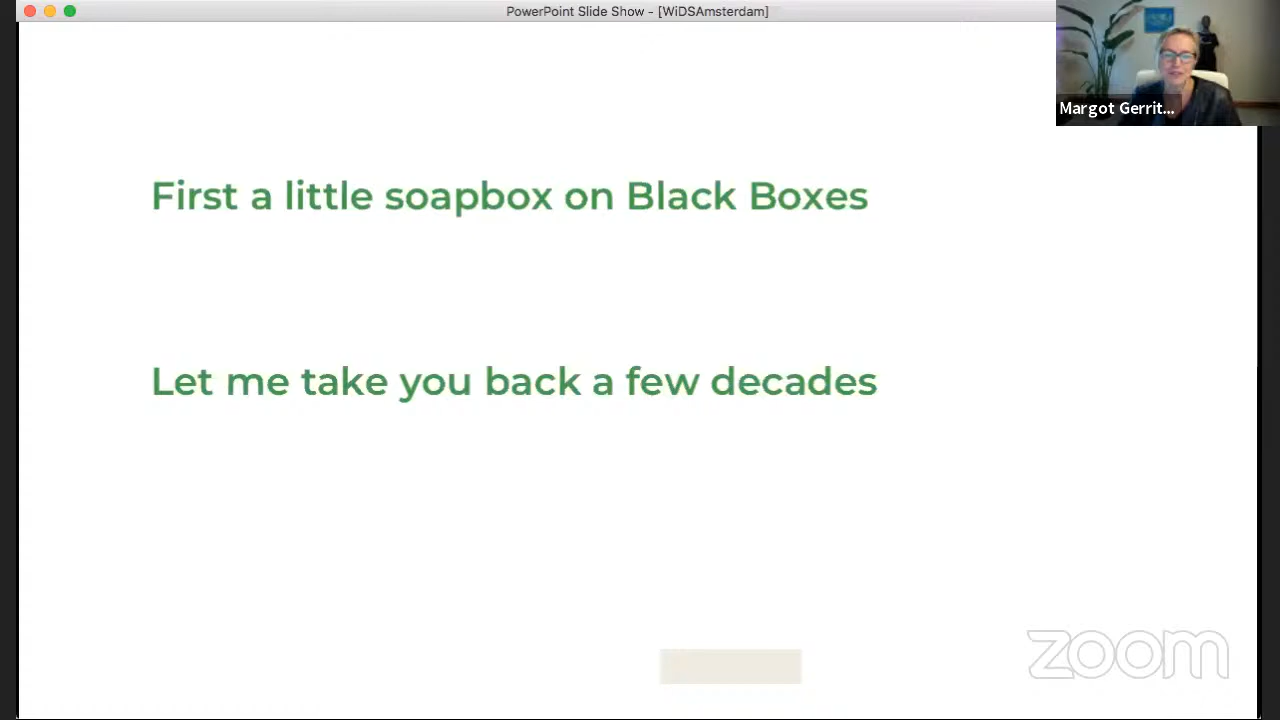 PowerPoint Slide Show - [WiDSAmsterdam]
Margot Gerrit...
First a little soapbox on Black Boxes
Let me take you back a few decades
zoom